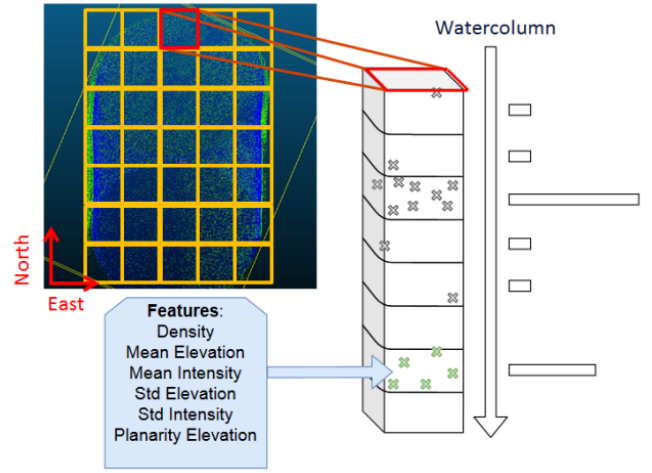 Watercolumn
North
East
Features:
Density
Mean Elevation
Mean Intensity
Std Elevation
Std Intensity
Planarity Elevation